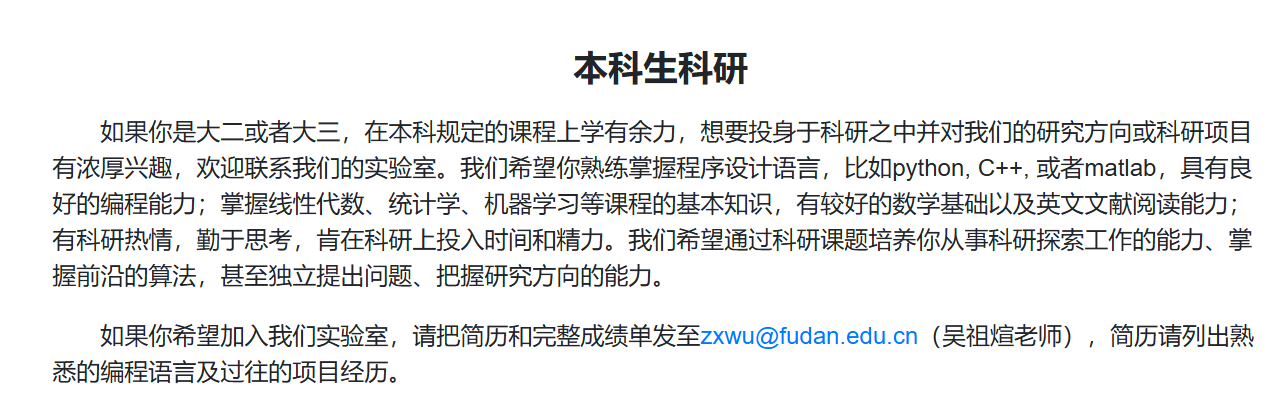 本科生科研
如果你是大二或者大三，在本科规定的课程上学有余力，想要投身于科研之中并对我们的研究方向或科研项目
有浓厚兴趣，欢迎联系我们的实验室。我们希望你熟练掌握程序设计语言，比如python, C++, 或者matlab，具有良
好的编程能力；掌握线性代数、统计学、机器学习等课程的基本知识，有较好的数学基础以及英文文献阅读能力；
有科研热情，勤于思考，肯在科研上投入时间和精力。我们希望通过科研课题培养你从事科研探索工作的能力、掌
握前沿的算法，甚至独立提出问题、把握研究方向的能力。
如果你希望加入我们实验室，请把简历和完整成绩单发至zxwu@fudan.edu.cn（吴祖煊老师），简历请列出熟
悉的编程语言及过往的项目经历。